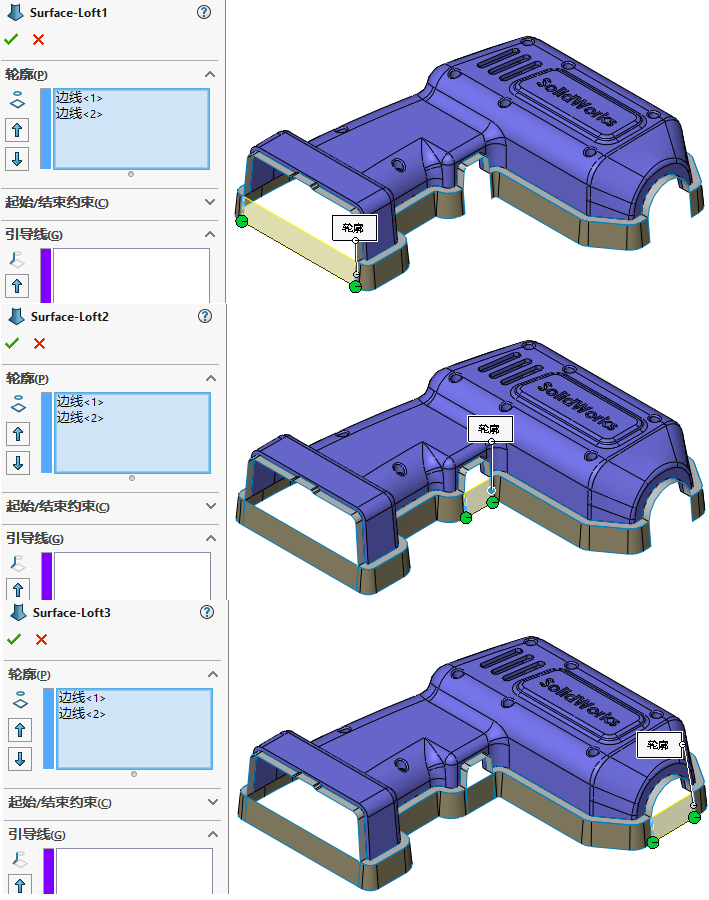 Surface-Loft1
轮廓(P)
边线<1>
边线<2>
起始/结束约束(C)
引导线(G)
SolidWorks
轮廓
Surface-Loft2
轮廓(P)
边线<1>
边线<2>
起始/结束约束(C)
引导线(G)
SolidWorks
轮廓
Surface-Loft3
轮廓(P)
边线<1>
边线<2>
起始/结束约束(C)
引导线(G)
SolidWorks
轮廓